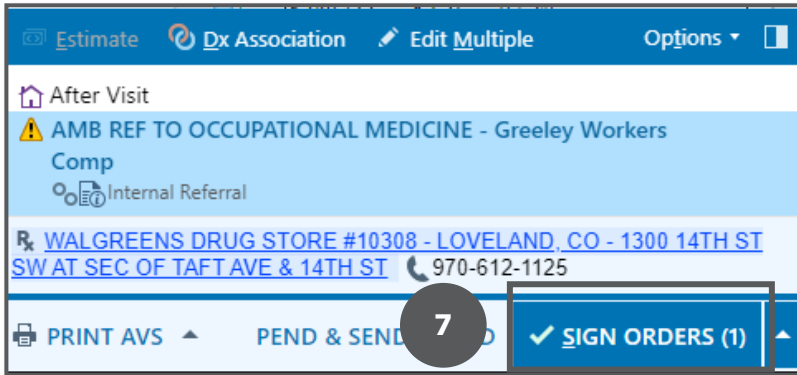 Estimate Dx Association Edit Multiple Options
After Visit
AMB REF TO OCCUPATIONAL MEDICINE - Greeley Workers
Comp
Internal Referral
Rx WALGREENS DRUG STORE #10308 - LOVELAND, CO - 1300 14TH ST
SW AT SEC OF TAFT AVE & 14TH ST 970-612-1125
PRINT AVS PEND & SEND 7 SIGN ORDERS (1)